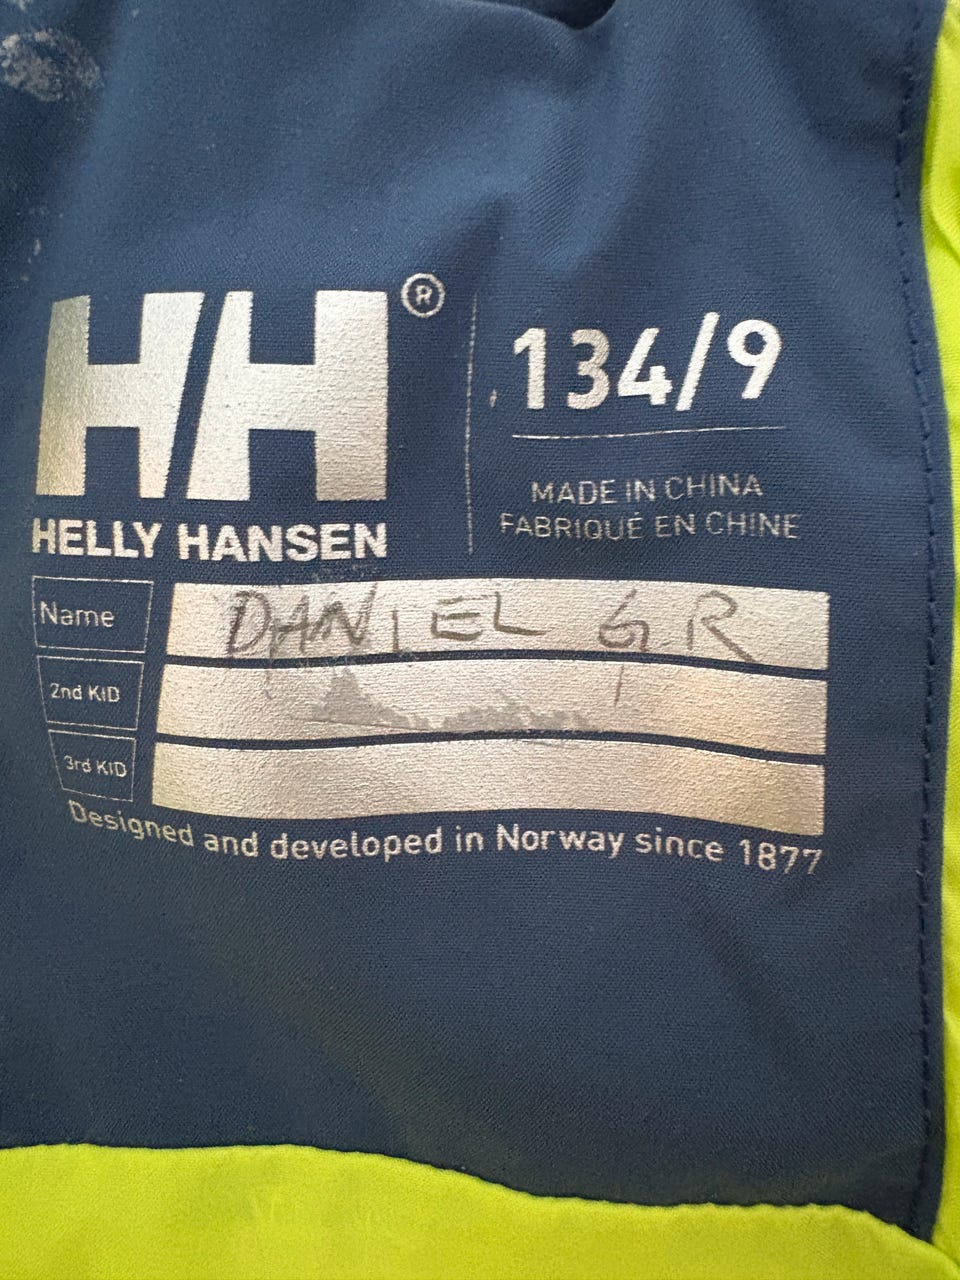 HH®
HELLY HANSEN
134/9
MADE IN CHINA
FABRIQUÉ EN CHINE
Name DANIEL G.R
2nd KID
3rd KID
Designed and developed in Norway since 1877